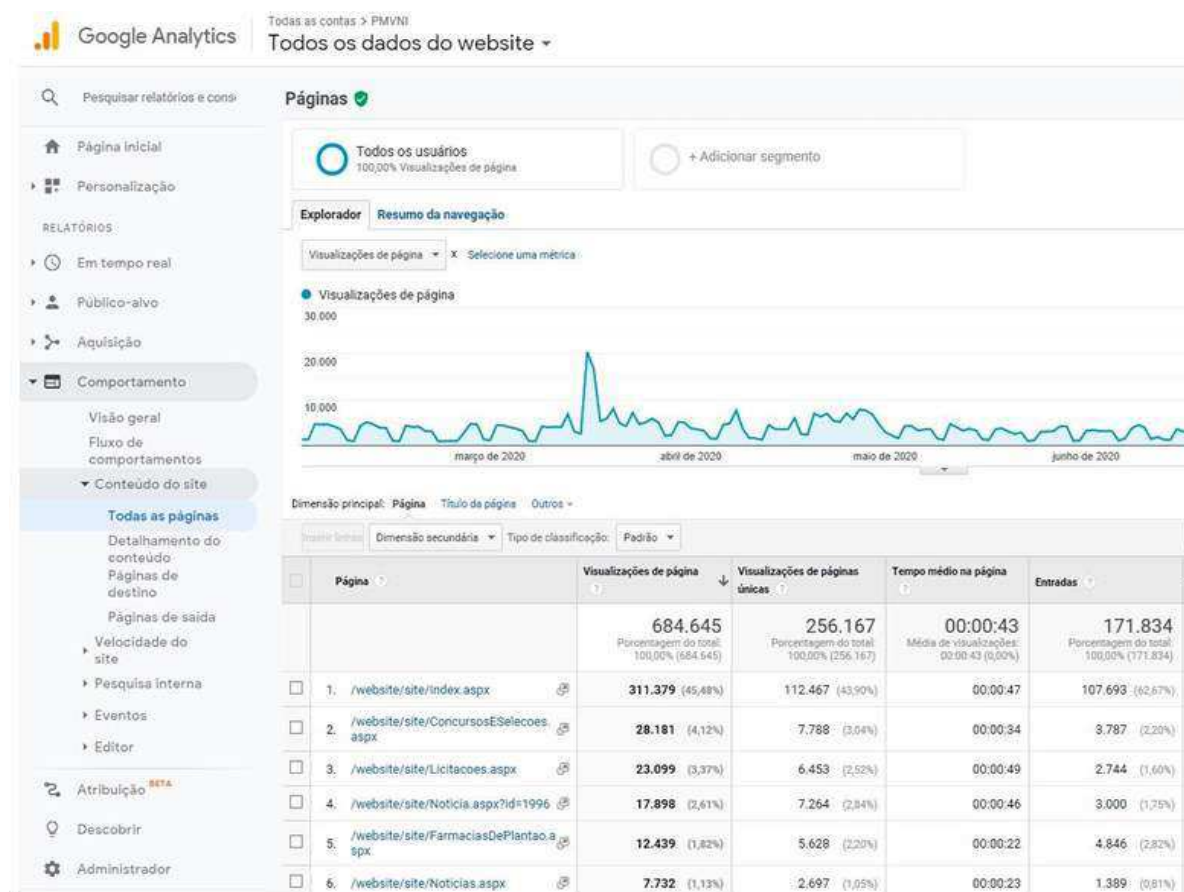 Google Analytics
Todas as contas > PMVNI
Todos os dados do website
Pesquisar relatórios e cons
Página inicial
Personalização
RELATÓRIOS
Em tempo real
Público-alvo
Aquisição
Comportamento
Visão geral
Fluxo de
comportamentos
Conteúdo do site
Todas as páginas
Detalhamento do
conteúdo
Páginas de
destino
Páginas de saída
Velocidade do
site
Pesquisa interna
Eventos
Editor
Atribuição BETA
Descobrir
Administrador
Páginas
Todos os usuários
100,00% Visualizações de página
+ Adicionar segmento
Explorador Resumo da navegação
Visualizações de página X Selecione uma métrica
Visualizações de página
30.000
20.000
10.000
março de 2020 abril de 2020 maio de 2020 junho de 2020
Dimensão principal: Página Título da página Outros
Inserir linhas Dimensão secundária Tipo de classificação: Padrão
Página ? Visualizações de página ? Visualizações de páginas únicas ? Tempo médio na página ? Entradas ?
684.645 256.167 00:00:43 171.834
Porcentagem do total: Porcentagem do total: Média de visualizações: Porcentagem do total:
100,00% (684.645) 100,00% (256.167) 00:00:43 (0,00%) 100,00% (171.834)
1. /website/site/Index.aspx 311.379 (45,48%) 112.467 (43,90%) 00:00:47 107.693 (62,67%)
2. /website/site/ConcursosESelecoes.aspx 28.181 (4,12%) 7.788 (3,04%) 00:00:34 3.787 (2,20%)
3. /website/site/Licitacoes.aspx 23.099 (3,37%) 6.453 (2,52%) 00:00:49 2.744 (1,60%)
4. /website/site/Noticia.aspx?id=1996 17.898 (2,61%) 7.264 (2,84%) 00:00:46 3.000 (1,75%)
5. /website/site/FarmaciasDePlantao.aspx 12.439 (1,82%) 5.628 (2,20%) 00:00:22 4.846 (2,82%)
6. /website/site/Noticias.aspx 7.732 (1,13%) 2.697 (1,05%) 00:00:23 1.389 (0,81%)